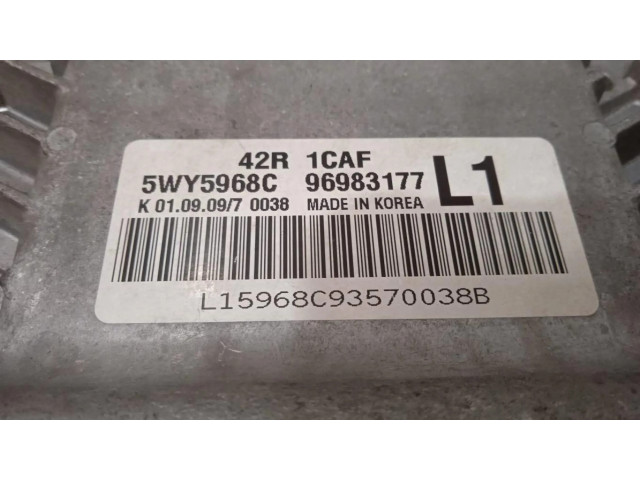 42R 1CAF
5WY5968C 96983177 L1
K 01.09.09/7 0038 MADE IN KOREA
L15968C93570038B